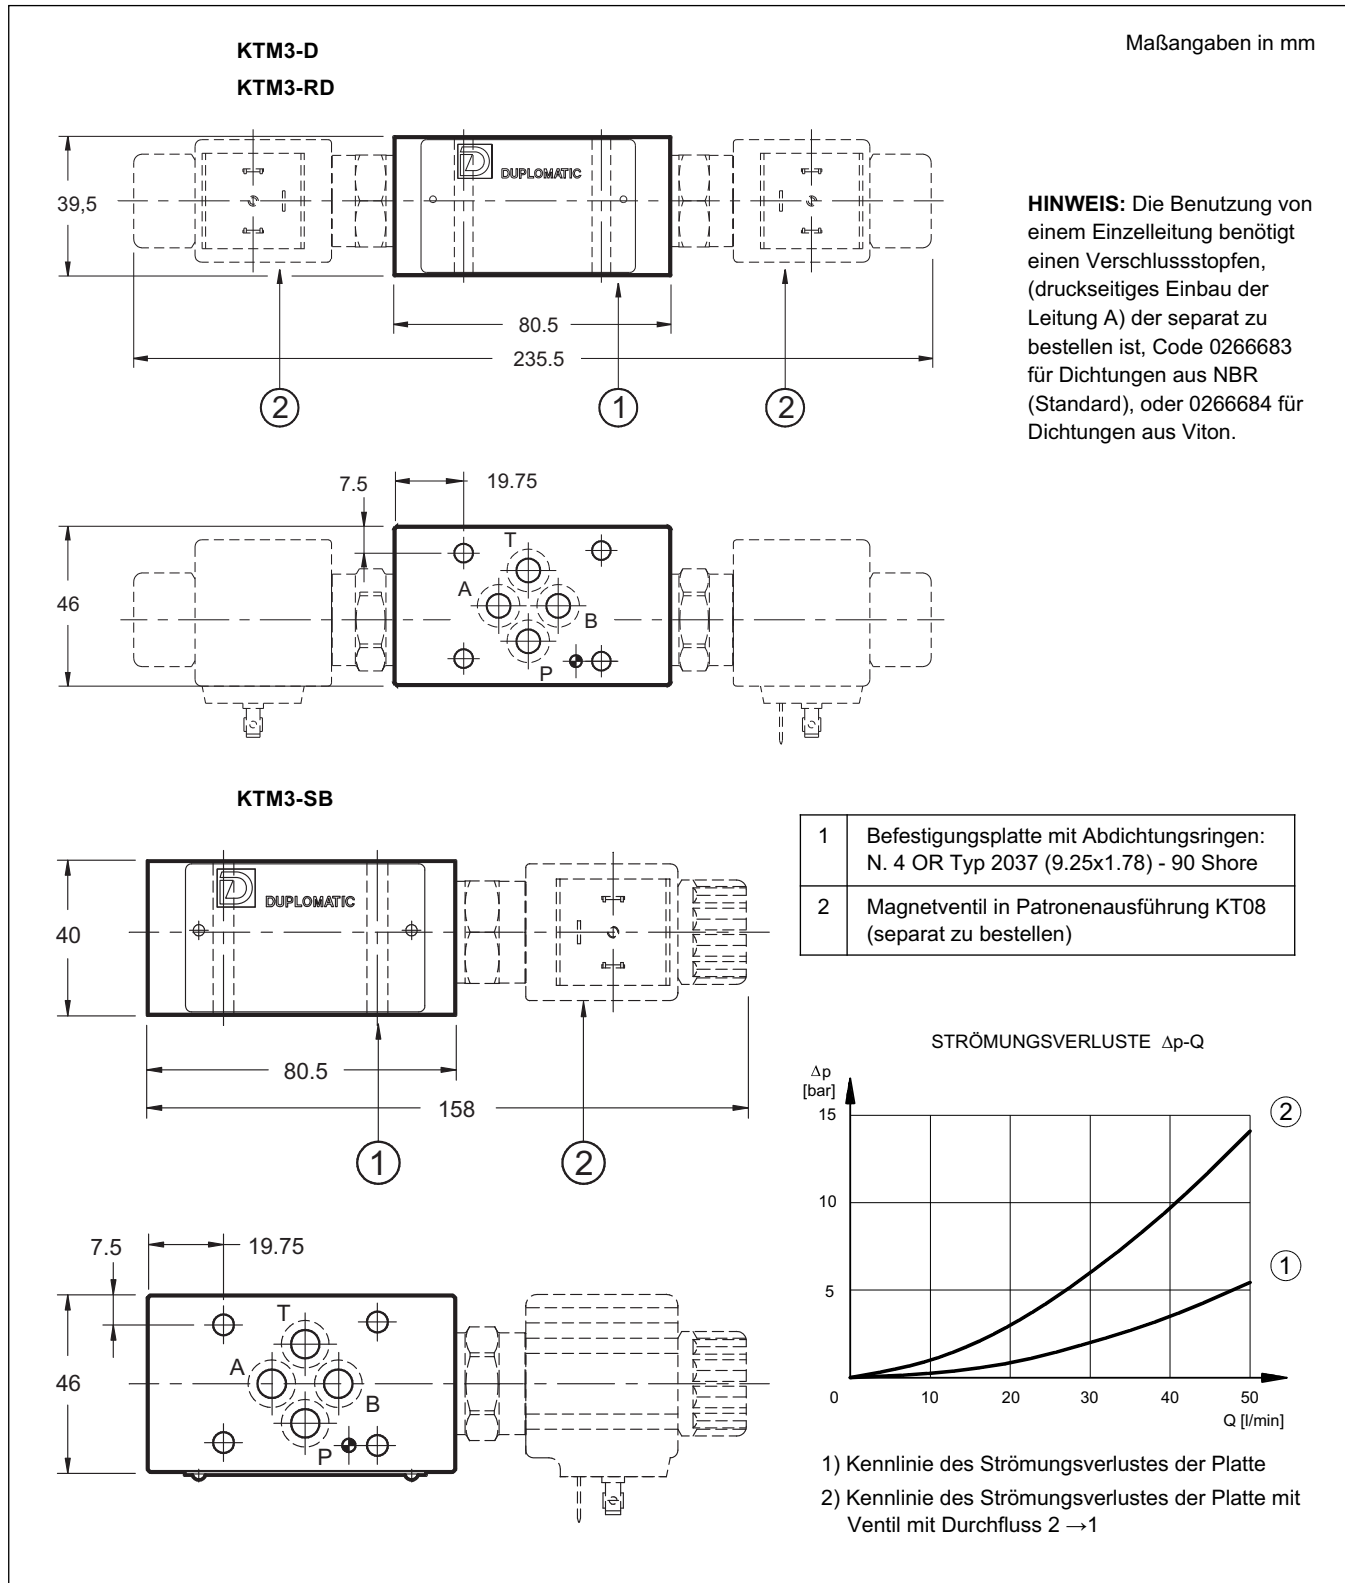 KTM3-D
KTM3-RD
Maßangaben in mm
DUPLOMATIC
39,5
80.5
235.5
2
1
2
HINWEIS: Die Benutzung von
einem Einzelleitung benötigt
einen Verschlussstopfen,
(druckseitiges Einbau der
Leitung A) der separat zu
bestellen ist, Code 0266683
für Dichtungen aus NBR
(Standard), oder 0266684 für
Dichtungen aus Viton.
7.5
19.75
46
T
A
B
P
KTM3-SB
DUPLOMATIC
40
80.5
158
1
2
1 Befestigungsplatte mit Abdichtungsringen:
N. 4 OR Typ 2037 (9.25x1.78) - 90 Shore
2 Magnetventil in Patronenausführung KT08
(separat zu bestellen)
7.5
19.75
46
T
A
B
P
STRÖMUNGSVERLUSTE Δp-Q
Δp
[bar]
15
10
5
0 10 20 30 40 50
Q [l/min]
2
1
1) Kennlinie des Strömungsverlustes der Platte
2) Kennlinie des Strömungsverlustes der Platte mit
Ventil mit Durchfluss 2 →1